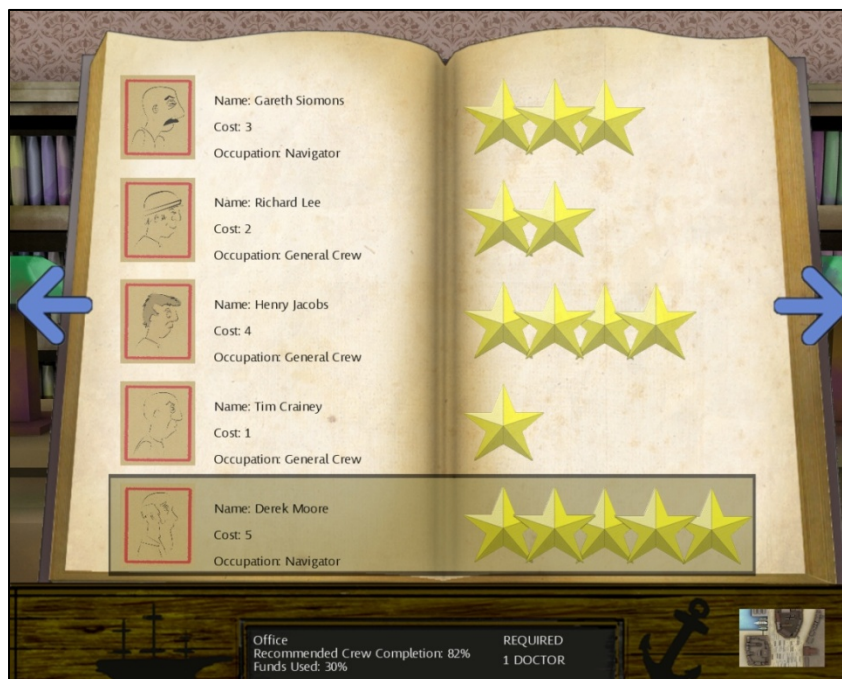 Name: Gareth Siomons
Cost: 3
Occupation: Navigator
Name: Richard Lee
Cost: 2
Occupation: General Crew
Name: Henry Jacobs
Cost: 4
Occupation: General Crew
Name: Tim Crainey
Cost: 1
Occupation: General Crew
Name: Derek Moore
Cost: 5
Occupation: Navigator
Office
Recommended Crew Completion: 82%
Funds Used: 30%
REQUIRED
1 DOCTOR